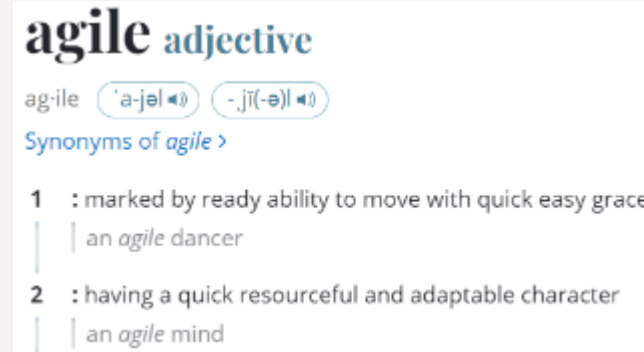 agile adjective
ag·ile ˈa-jəl -ˌjī(-ə)l
Synonyms of agile >
1 : marked by ready ability to move with quick easy grace
an agile dancer
2 : having a quick resourceful and adaptable character
an agile mind